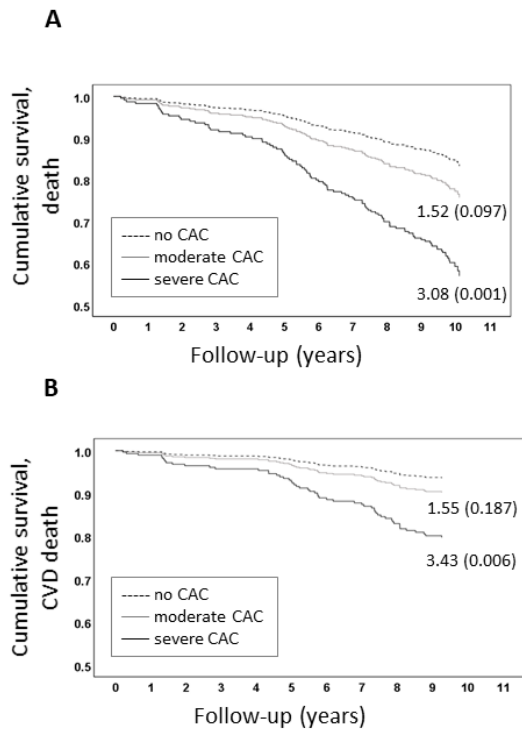 A
Cumulative survival,
death
1.0
0.9
0.8
0.7
0.6
0.5
no CAC
moderate CAC
severe CAC
1.52 (0.097)
3.08 (0.001)
0 1 2 3 4 5 6 7 8 9 10 11
Follow-up (years)
B
Cumulative survival,
CVD death
1.0
0.9
0.8
0.7
0.6
0.5
no CAC
moderate CAC
severe CAC
1.55 (0.187)
3.43 (0.006)
0 1 2 3 4 5 6 7 8 9 10 11
Follow-up (years)